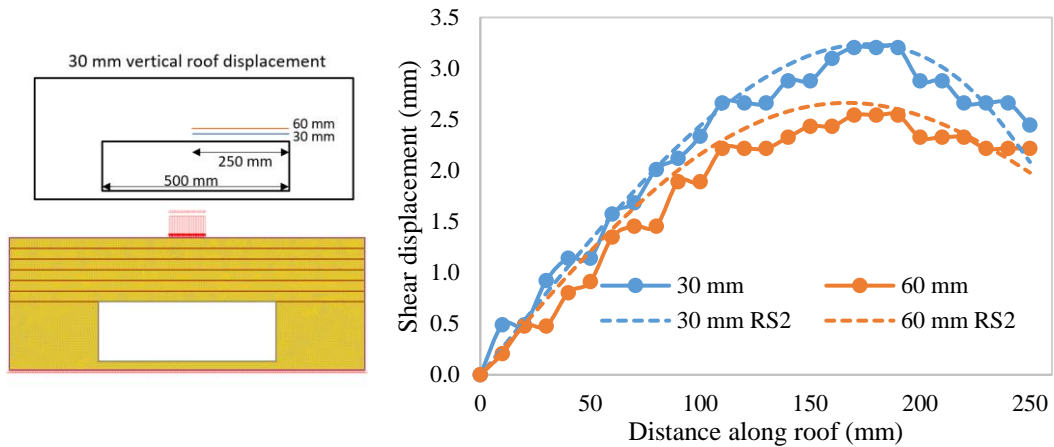 30 mm vertical roof displacement
60 mm
30 mm
250 mm
500 mm
Shear displacement (mm)
3.5
3.0
2.5
2.0
1.5
1.0
0.5
0.0
30 mm
60 mm
30 mm RS2
60 mm RS2
0
50
100
150
200
250
Distance along roof (mm)